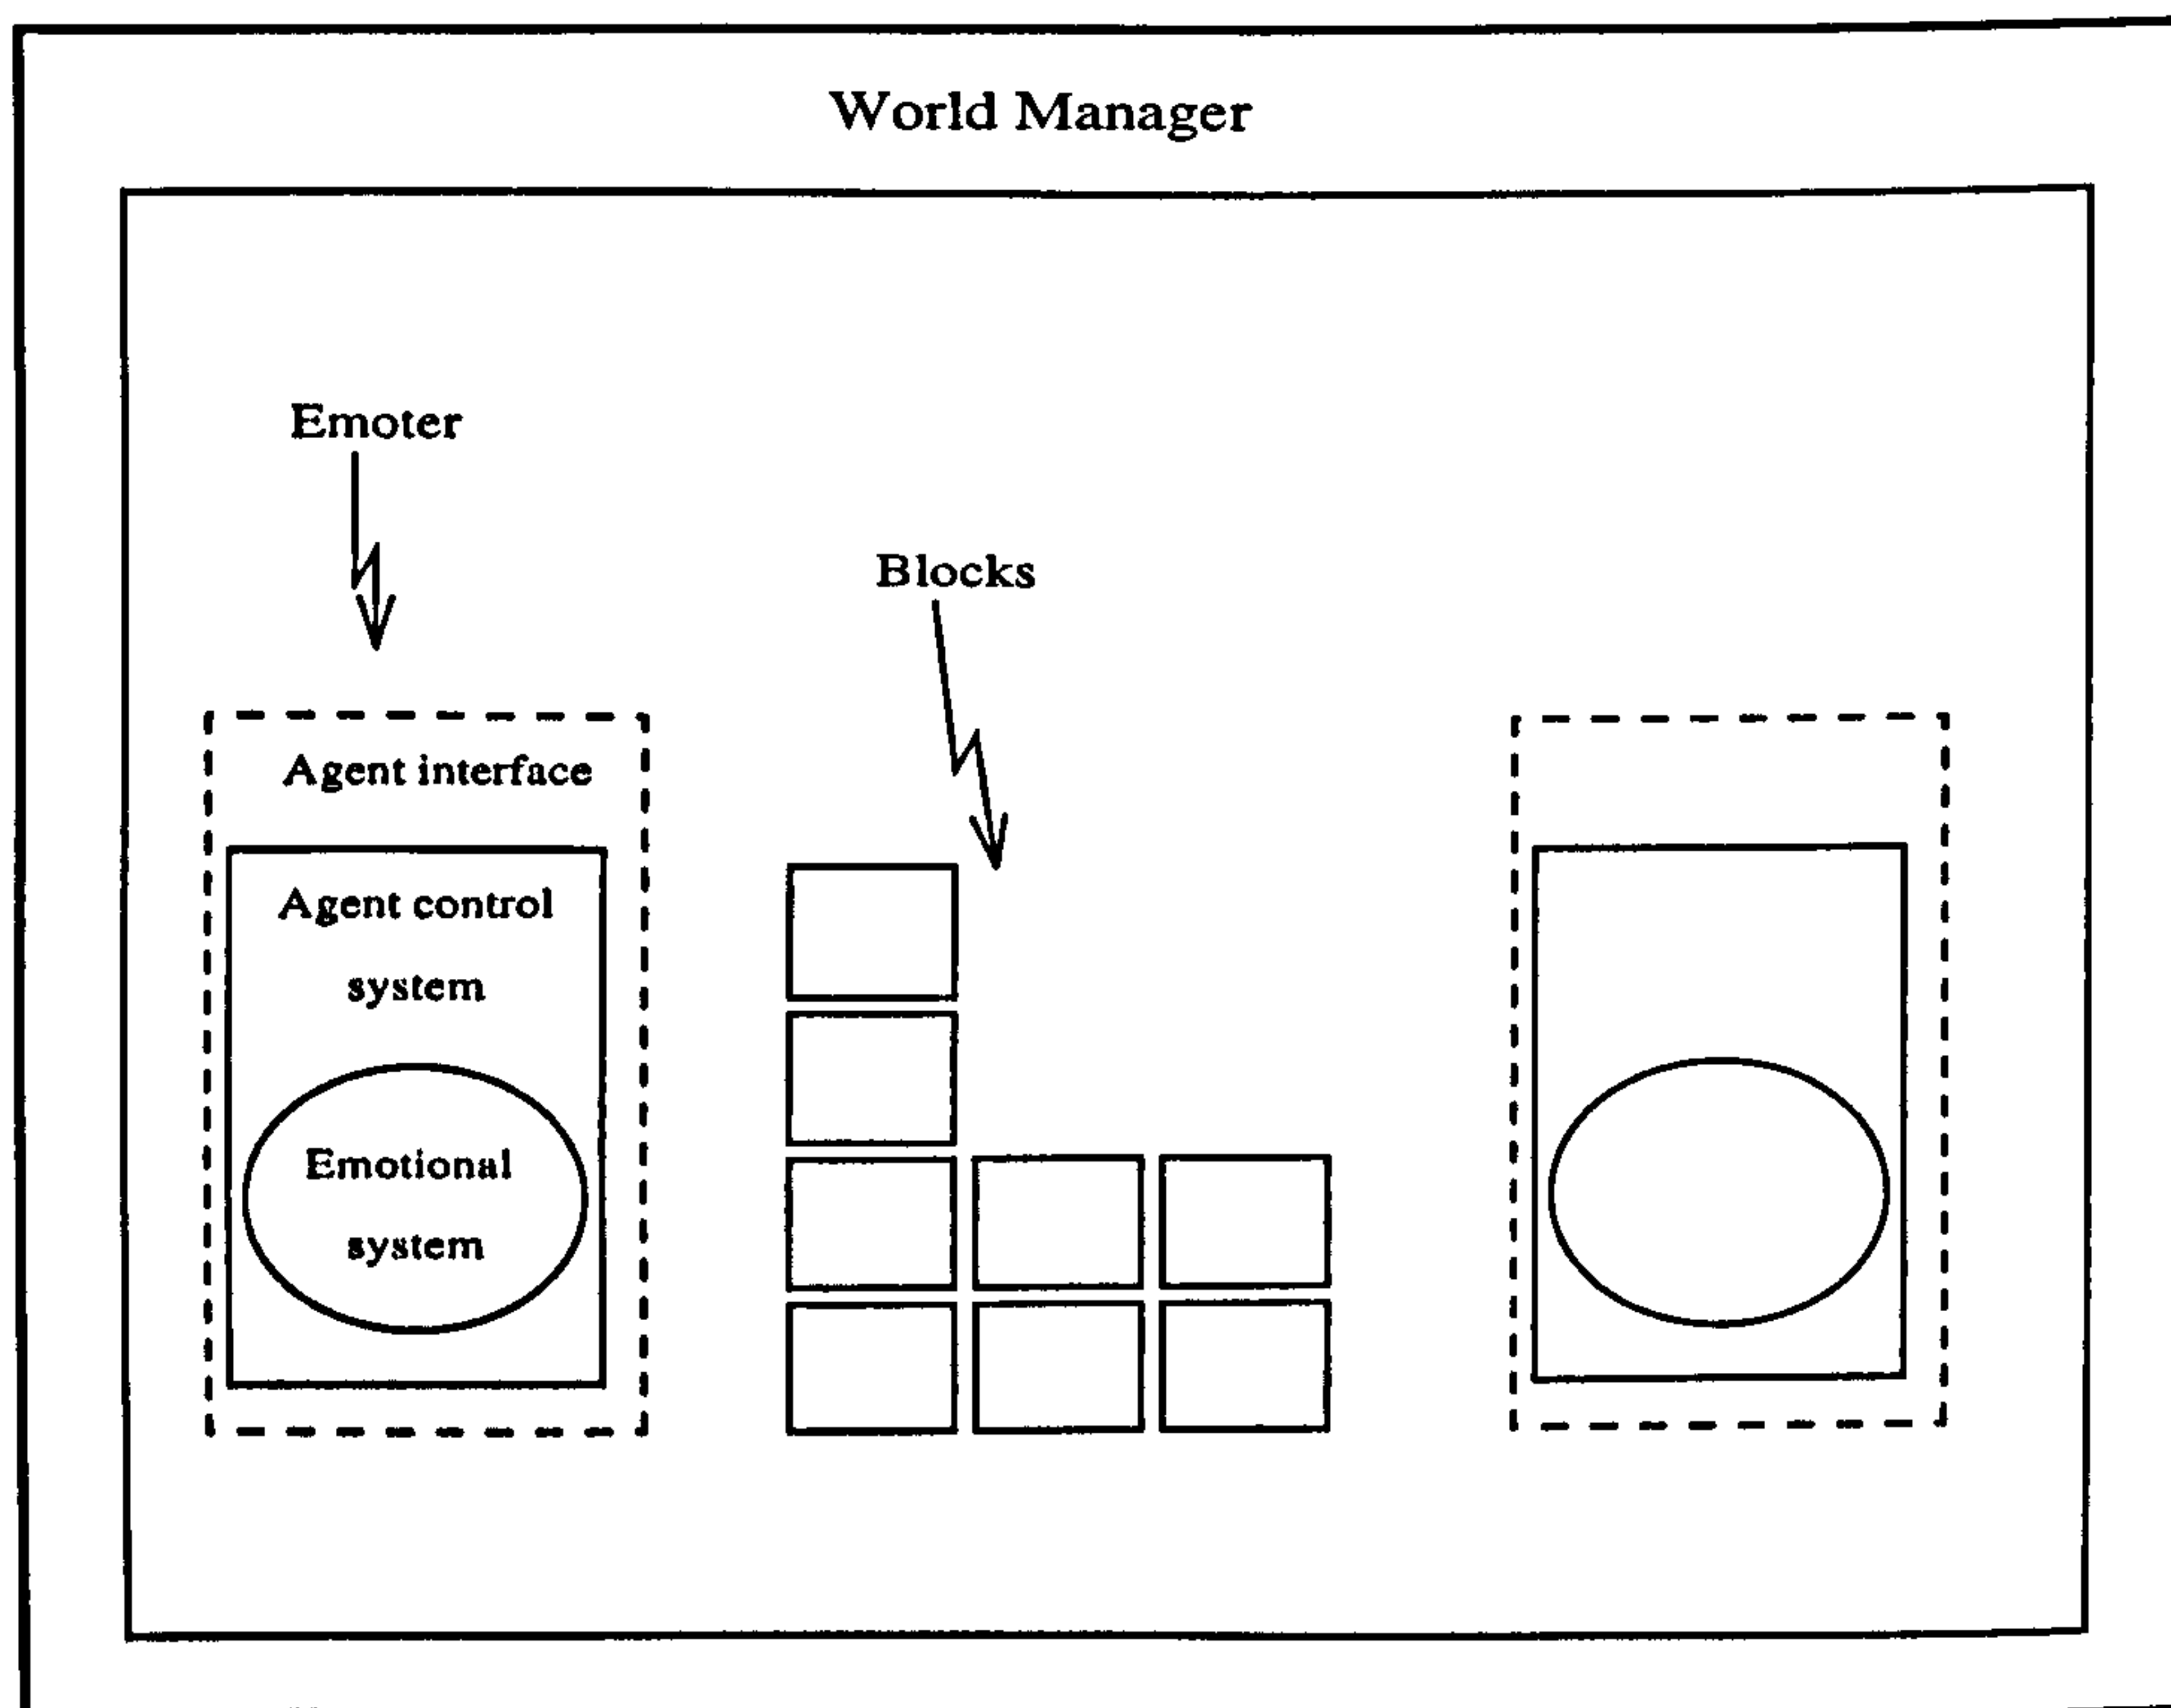 World Manager
Emoter
Blocks
Agent interface
Agent control
system
Emotional
system